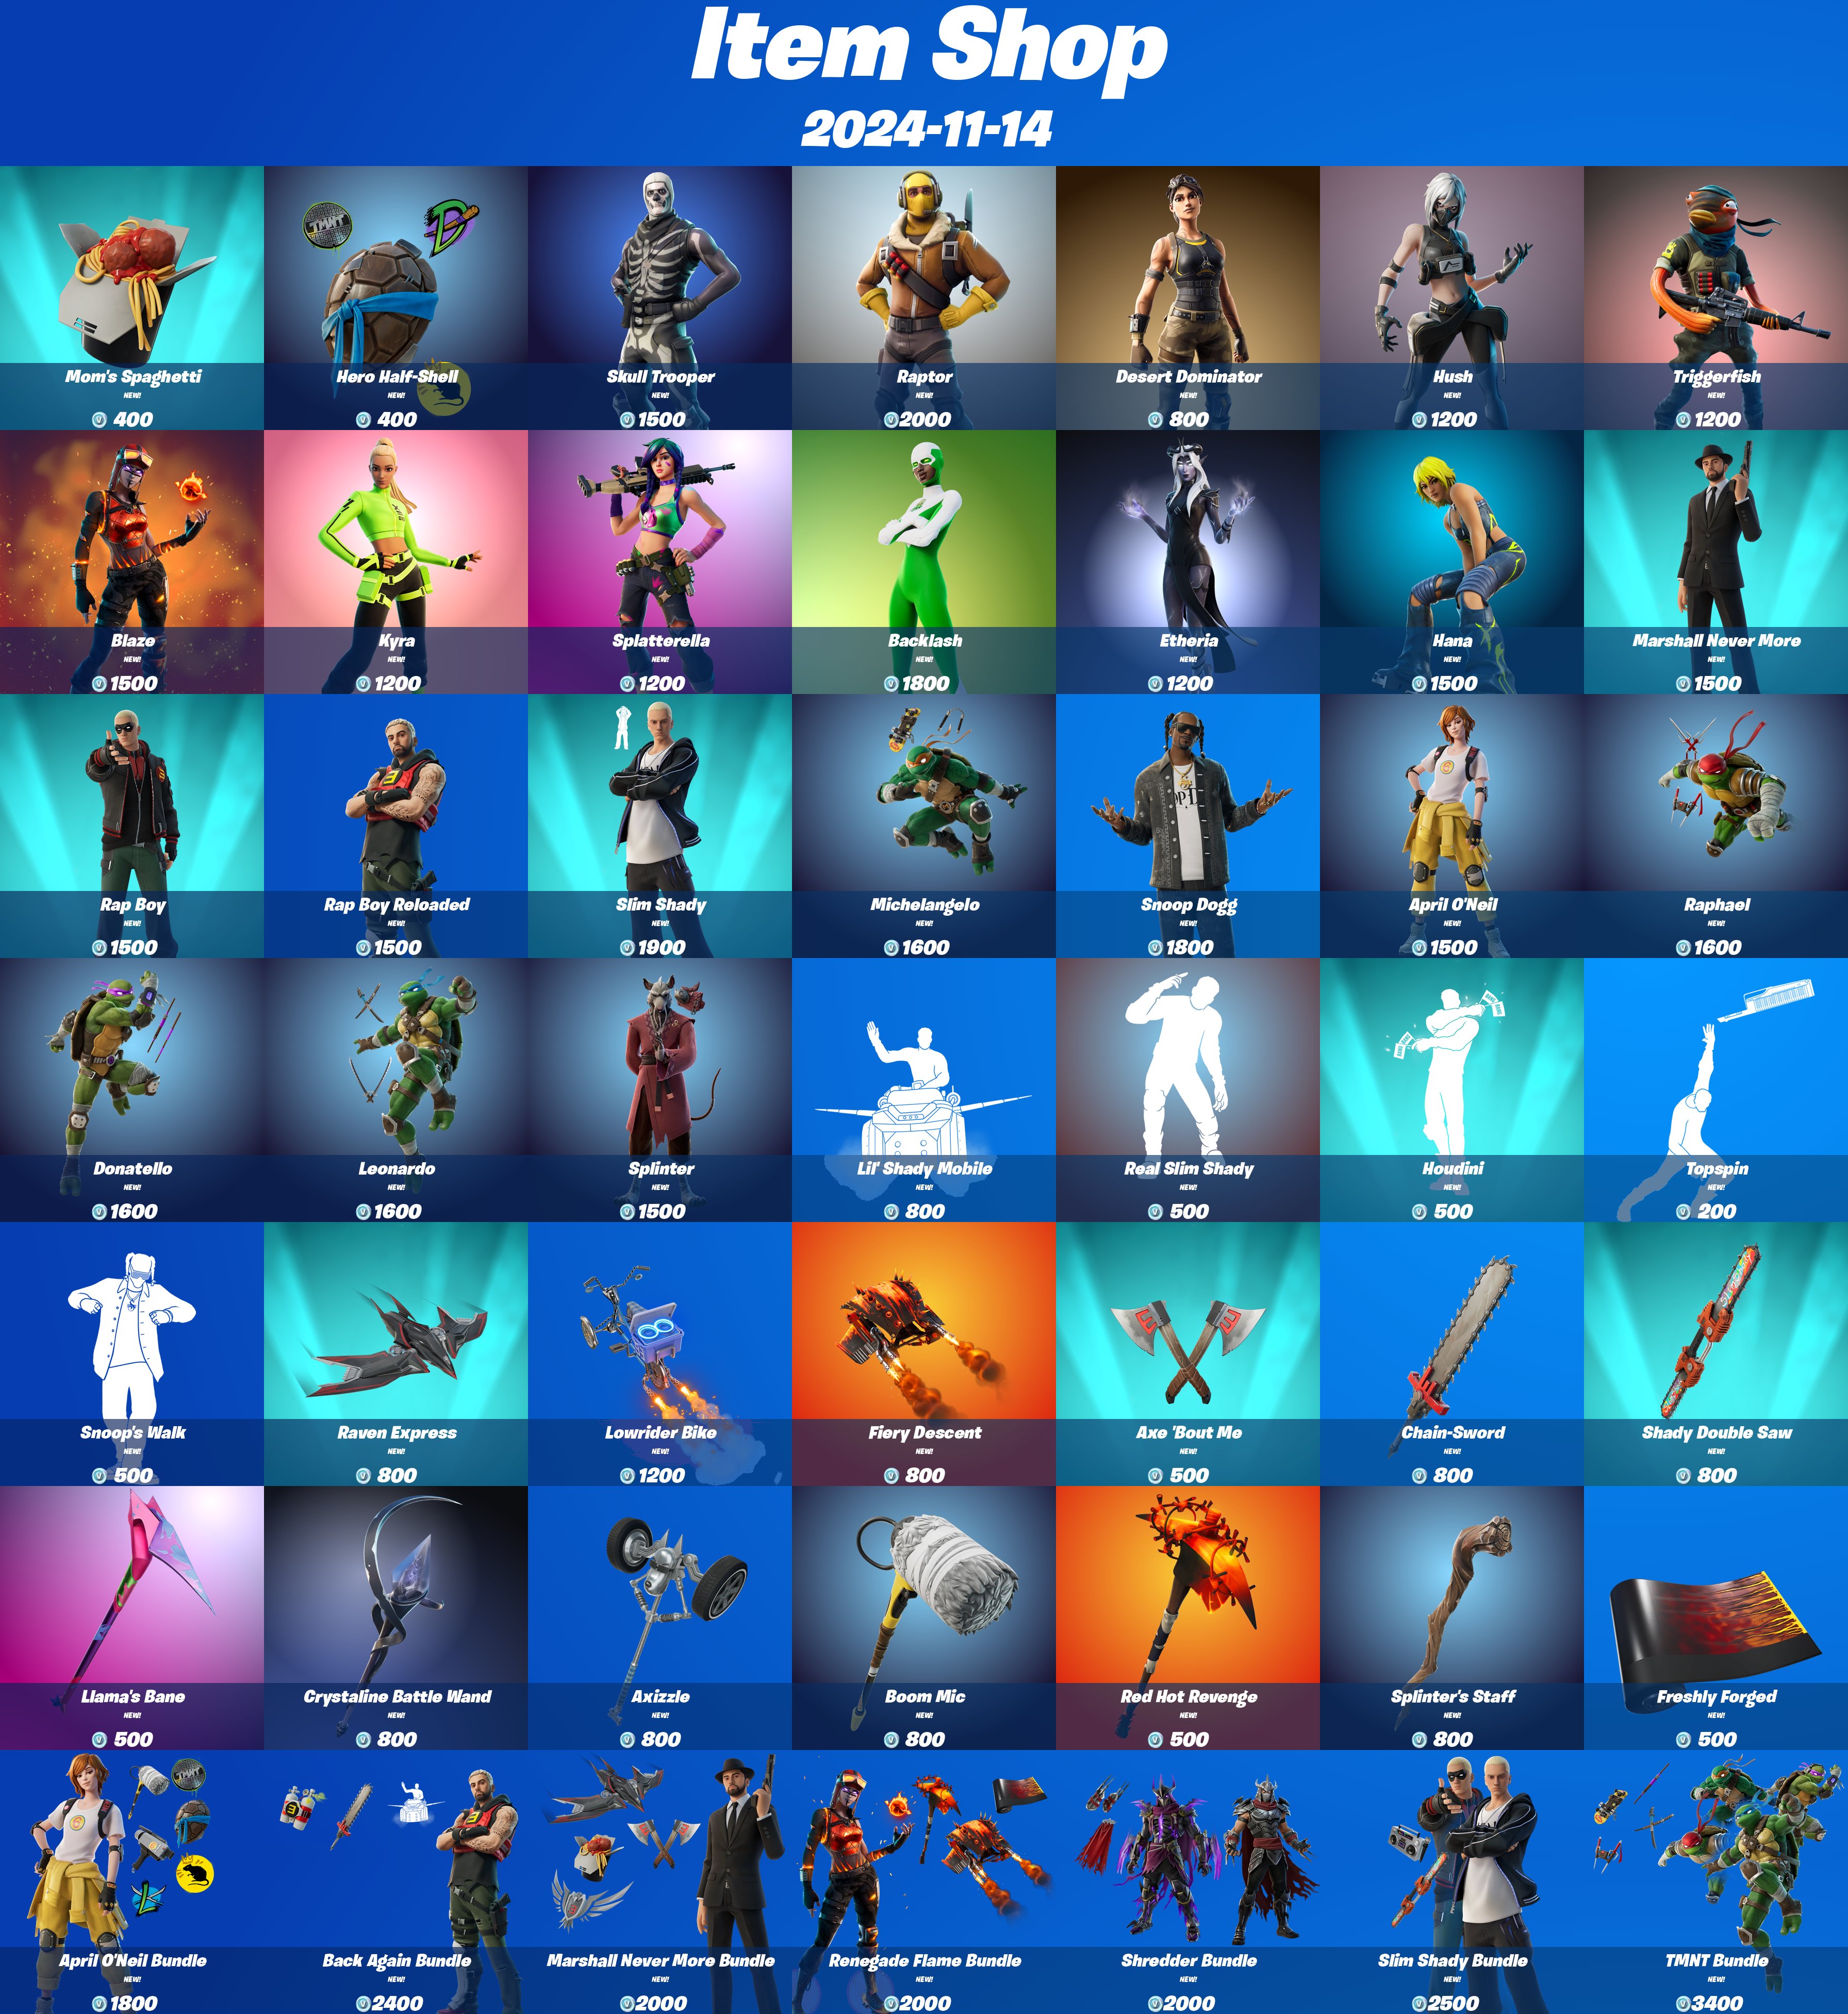 Item Shop
2024-11-14
Mom's Spaghetti
NEW!
400
Hero Half-Shell
NEW!
400
Skull Trooper
NEW!
1500
Raptor
NEW!
2000
Desert Dominator
NEW!
800
Hush
NEW!
1200
Triggerfish
NEW!
1200
Blaze
NEW!
1500
Kyra
NEW!
1200
Splatterella
NEW!
1200
Backlash
NEW!
1800
Etheria
NEW!
1200
Hana
NEW!
1500
Marshall Never More
NEW!
1500
Rap Boy
NEW!
1500
Rap Boy Reloaded
NEW!
1500
Slim Shady
NEW!
1900
Michelangelo
NEW!
1600
Snoop Dogg
NEW!
1800
April O'Neil
NEW!
1500
Raphael
NEW!
1600
Donatello
NEW!
1600
Leonardo
NEW!
1600
Splinter
NEW!
1500
Lil' Shady Mobile
NEW!
800
Real Slim Shady
NEW!
500
Houdini
NEW!
500
Topspin
NEW!
200
Snoop's Walk
NEW!
500
Raven Express
NEW!
800
Lowrider Bike
NEW!
1200
Fiery Descent
NEW!
800
Axe 'Bout Me
NEW!
500
Chain-Sword
NEW!
800
Shady Double Saw
NEW!
800
Llama's Bane
NEW!
500
Crystaline Battle Wand
NEW!
800
Axizzle
NEW!
800
Boom Mic
NEW!
800
Red Hot Revenge
NEW!
500
Splinter's Staff
NEW!
800
Freshly Forged
NEW!
500
April O'Neil Bundle
NEW!
1800
Back Again Bundle
NEW!
2400
Marshall Never More Bundle
NEW!
2000
Renegade Flame Bundle
NEW!
2000
Shredder Bundle
NEW!
2000
Slim Shady Bundle
NEW!
2500
TMNT Bundle
NEW!
3400